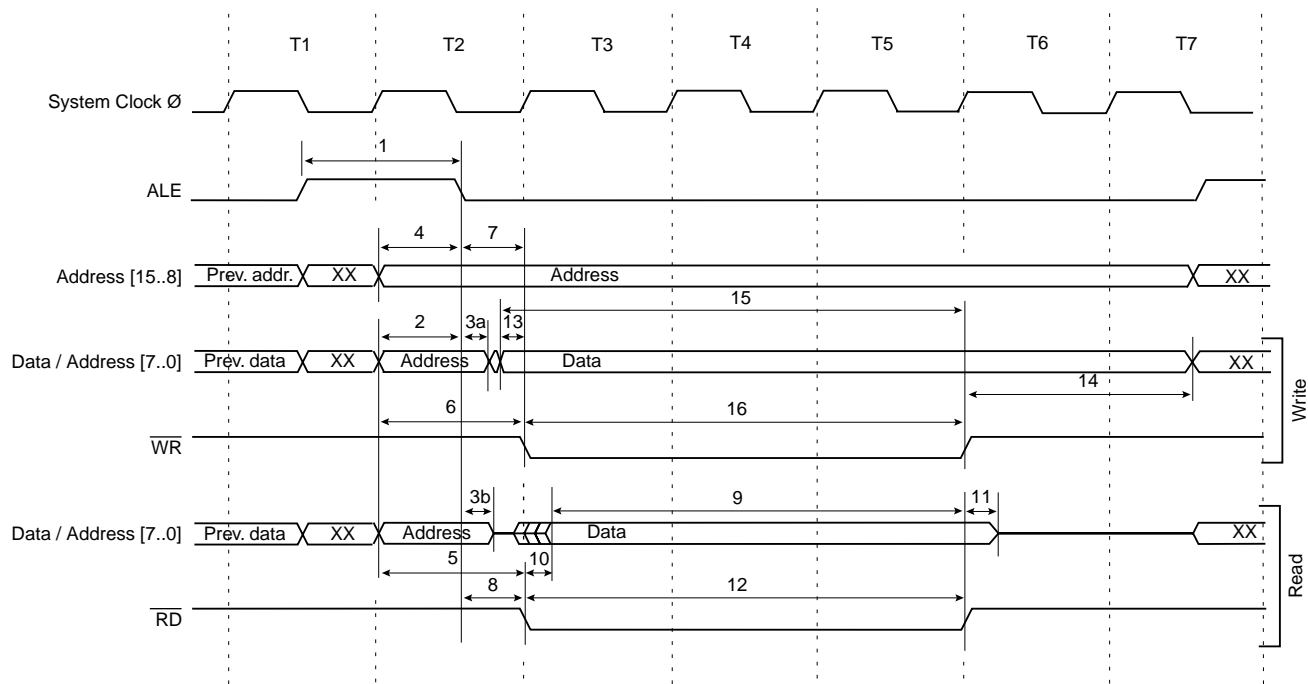 T1 T2 T3 T4 T5 T6 T7
System Clock Ø
1
ALE
4 7
Address [15..8] Prev. addr. XX Address XX
15
2 3a 13
Data / Address [7..0] Prev. data XX Address Data XX
14
6 16
WR
Write
3b 9 11
Data / Address [7..0] Prev. data XX Address Data XX
5 10
8 12
RD
Read